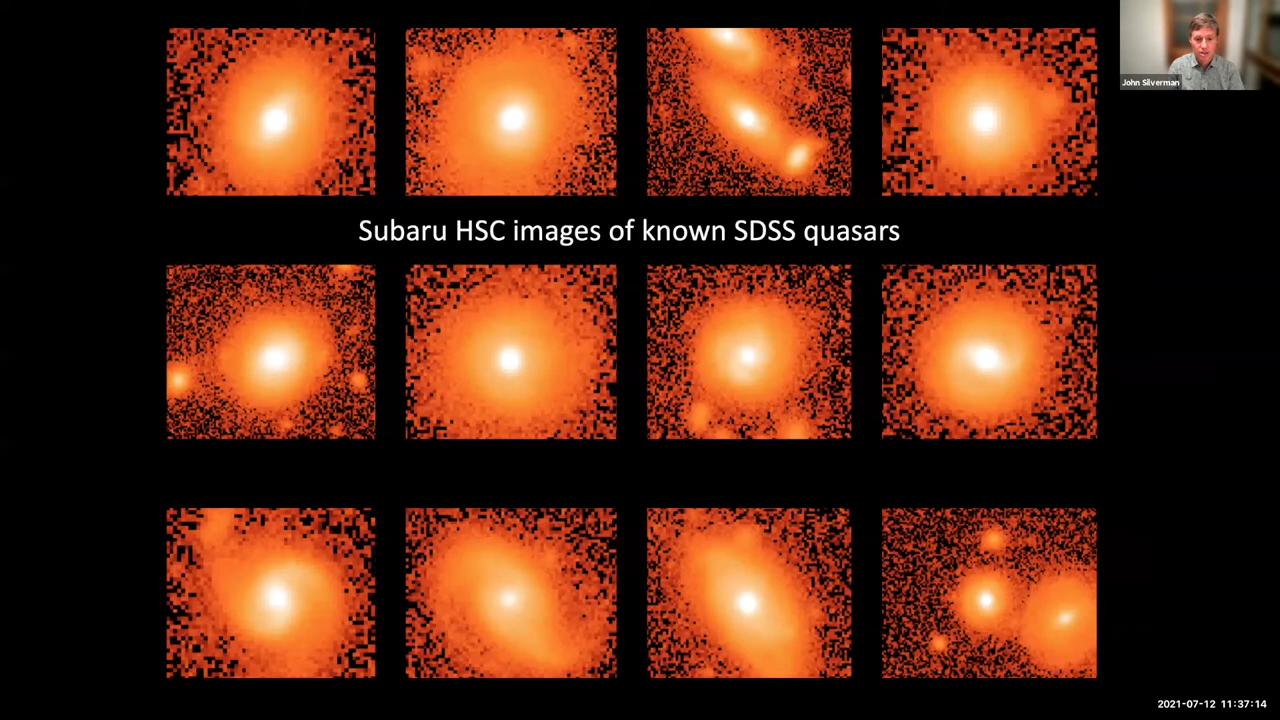 John Silverman
Subaru HSC images of known SDSS quasars
2021-07-12 11:37:14